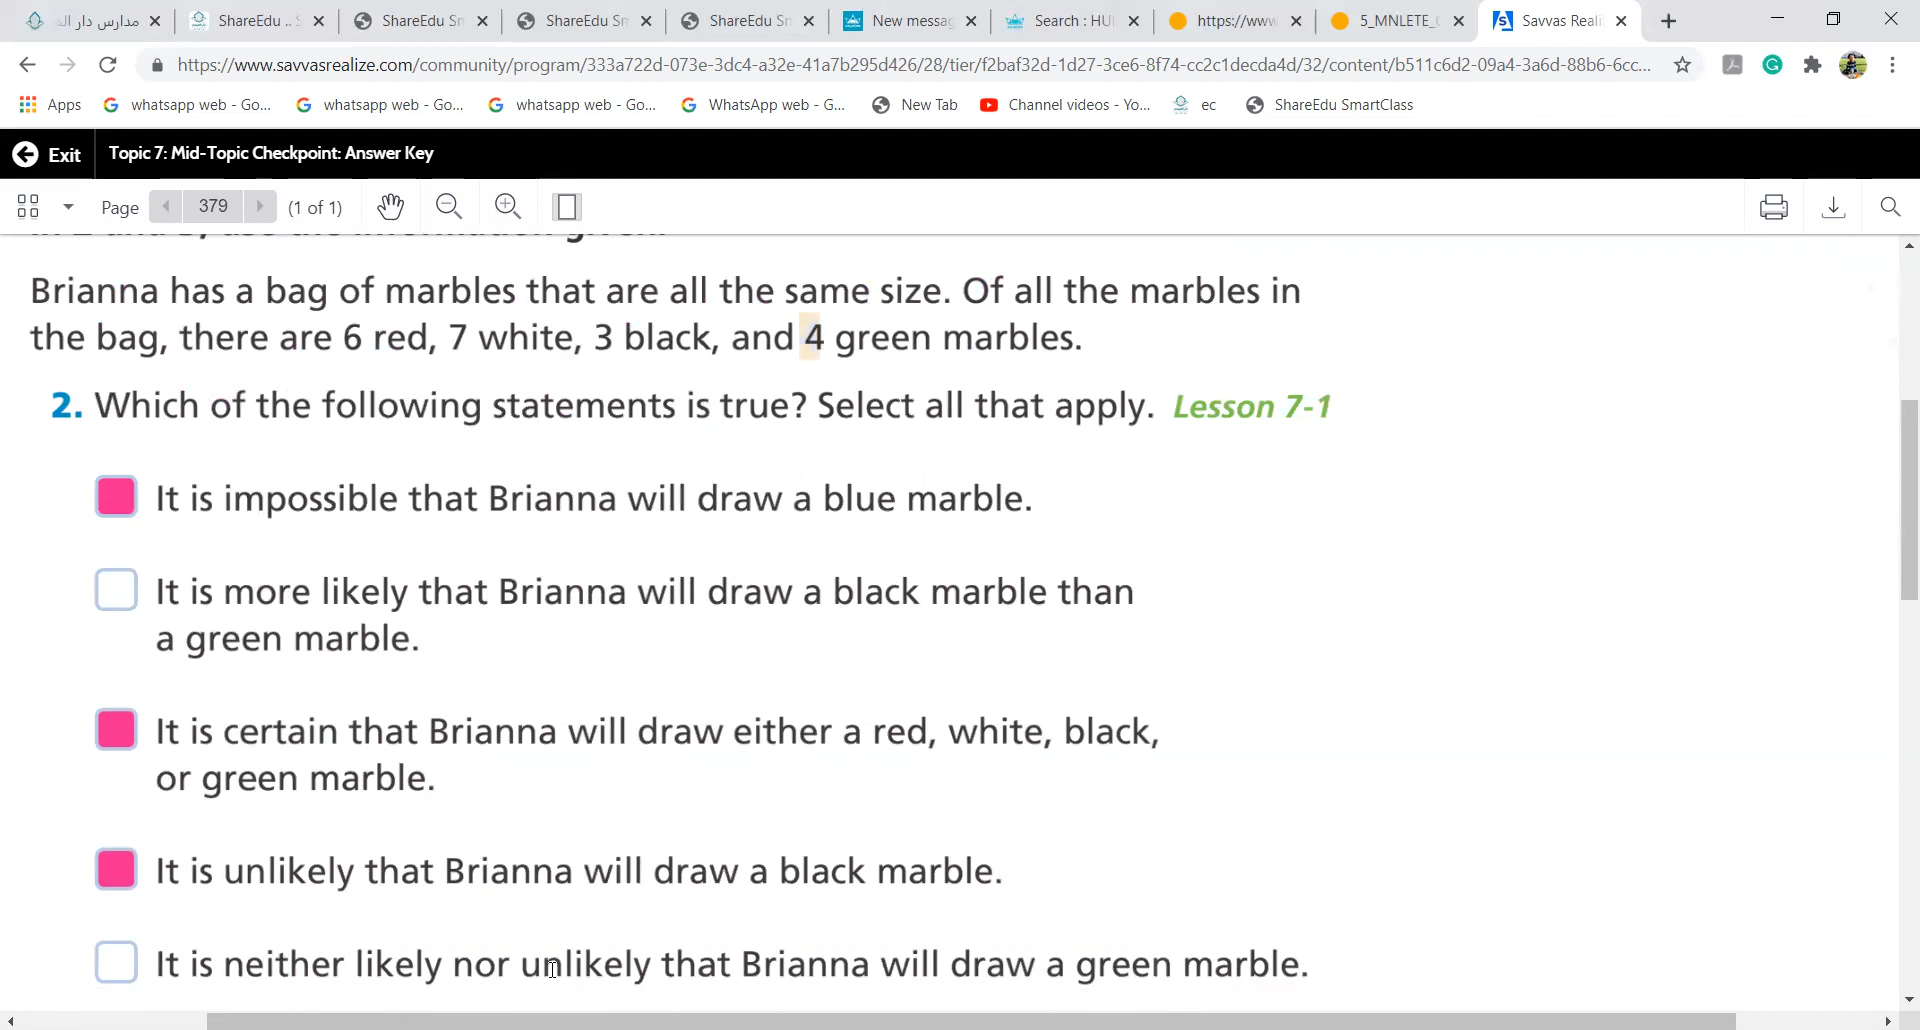 مدارس دار الم
ShareEdu ..
ShareEdu Sm
ShareEdu Sm
ShareEdu Sm
New messag
Search : HU
https://www
5_MNLETE_
Savvas Reali
https://www.savvasrealize.com/community/program/333a722d-073e-3dc4-a32e-41a7b295d426/28/tier/f2baf32d-1d27-3ce6-8f74-cc2c1decda4d/32/content/b511c6d2-09a4-3a6d-88b6-6cc...
Apps whatsapp web - Go... whatsapp web - Go... whatsapp web - Go... WhatsApp web - G... New Tab Channel videos - Yo... ec ShareEdu SmartClass
Exit Topic 7: Mid-Topic Checkpoint: Answer Key
Page 379 (1 of 1)
Brianna has a bag of marbles that are all the same size. Of all the marbles in
the bag, there are 6 red, 7 white, 3 black, and 4 green marbles.
2. Which of the following statements is true? Select all that apply. Lesson 7-1
It is impossible that Brianna will draw a blue marble.
It is more likely that Brianna will draw a black marble than
a green marble.
It is certain that Brianna will draw either a red, white, black,
or green marble.
It is unlikely that Brianna will draw a black marble.
It is neither likely nor unlikely that Brianna will draw a green marble.